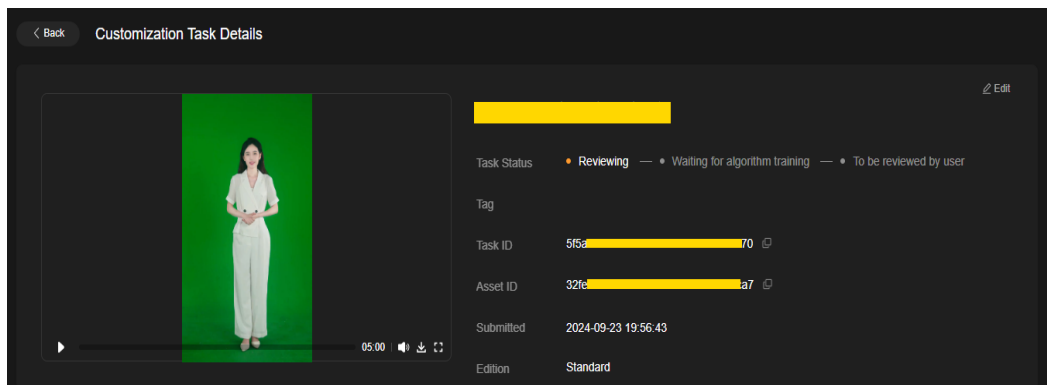 Back Customization Task Details
Edit
Task Status Reviewing — Waiting for algorithm training — To be reviewed by user
Tag
Task ID 5f5a 70
Asset ID 32fe ca7
Submitted 2024-09-23 19:56:43
05:00
Edition Standard